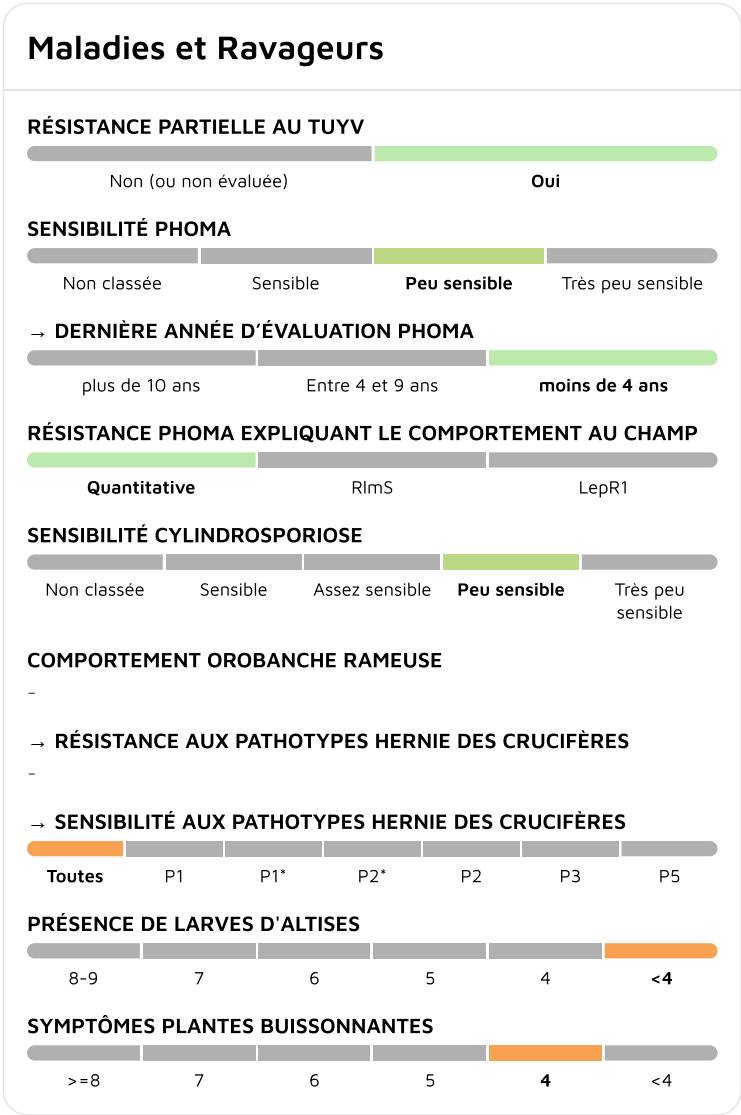 Maladies et Ravageurs
RÉSISTANCE PARTIELLE AU TUYV
Non (ou non évaluée) Oui
SENSIBILITÉ PHOMA
Non classée Sensible Peu sensible Très peu sensible
→ DERNIÈRE ANNÉE D’ÉVALUATION PHOMA
plus de 10 ans Entre 4 et 9 ans moins de 4 ans
RÉSISTANCE PHOMA EXPLIQUANT LE COMPORTEMENT AU CHAMP
Quantitative RlmS LepR1
SENSIBILITÉ CYLINDROSPORIOSE
Non classée Sensible Assez sensible Peu sensible Très peu
sensible
COMPORTEMENT OROBANCHE RAMEUSE
-
→ RÉSISTANCE AUX PATHOTYPES HERNIE DES CRUCIFÈRES
-
→ SENSIBILITÉ AUX PATHOTYPES HERNIE DES CRUCIFÈRES
Toutes P1 P1* P2* P2 P3 P5
PRÉSENCE DE LARVES D'ALTISES
8-9 7 6 5 4 <4
SYMPTÔMES PLANTES BUISSONNANTES
>=8 7 6 5 4 <4